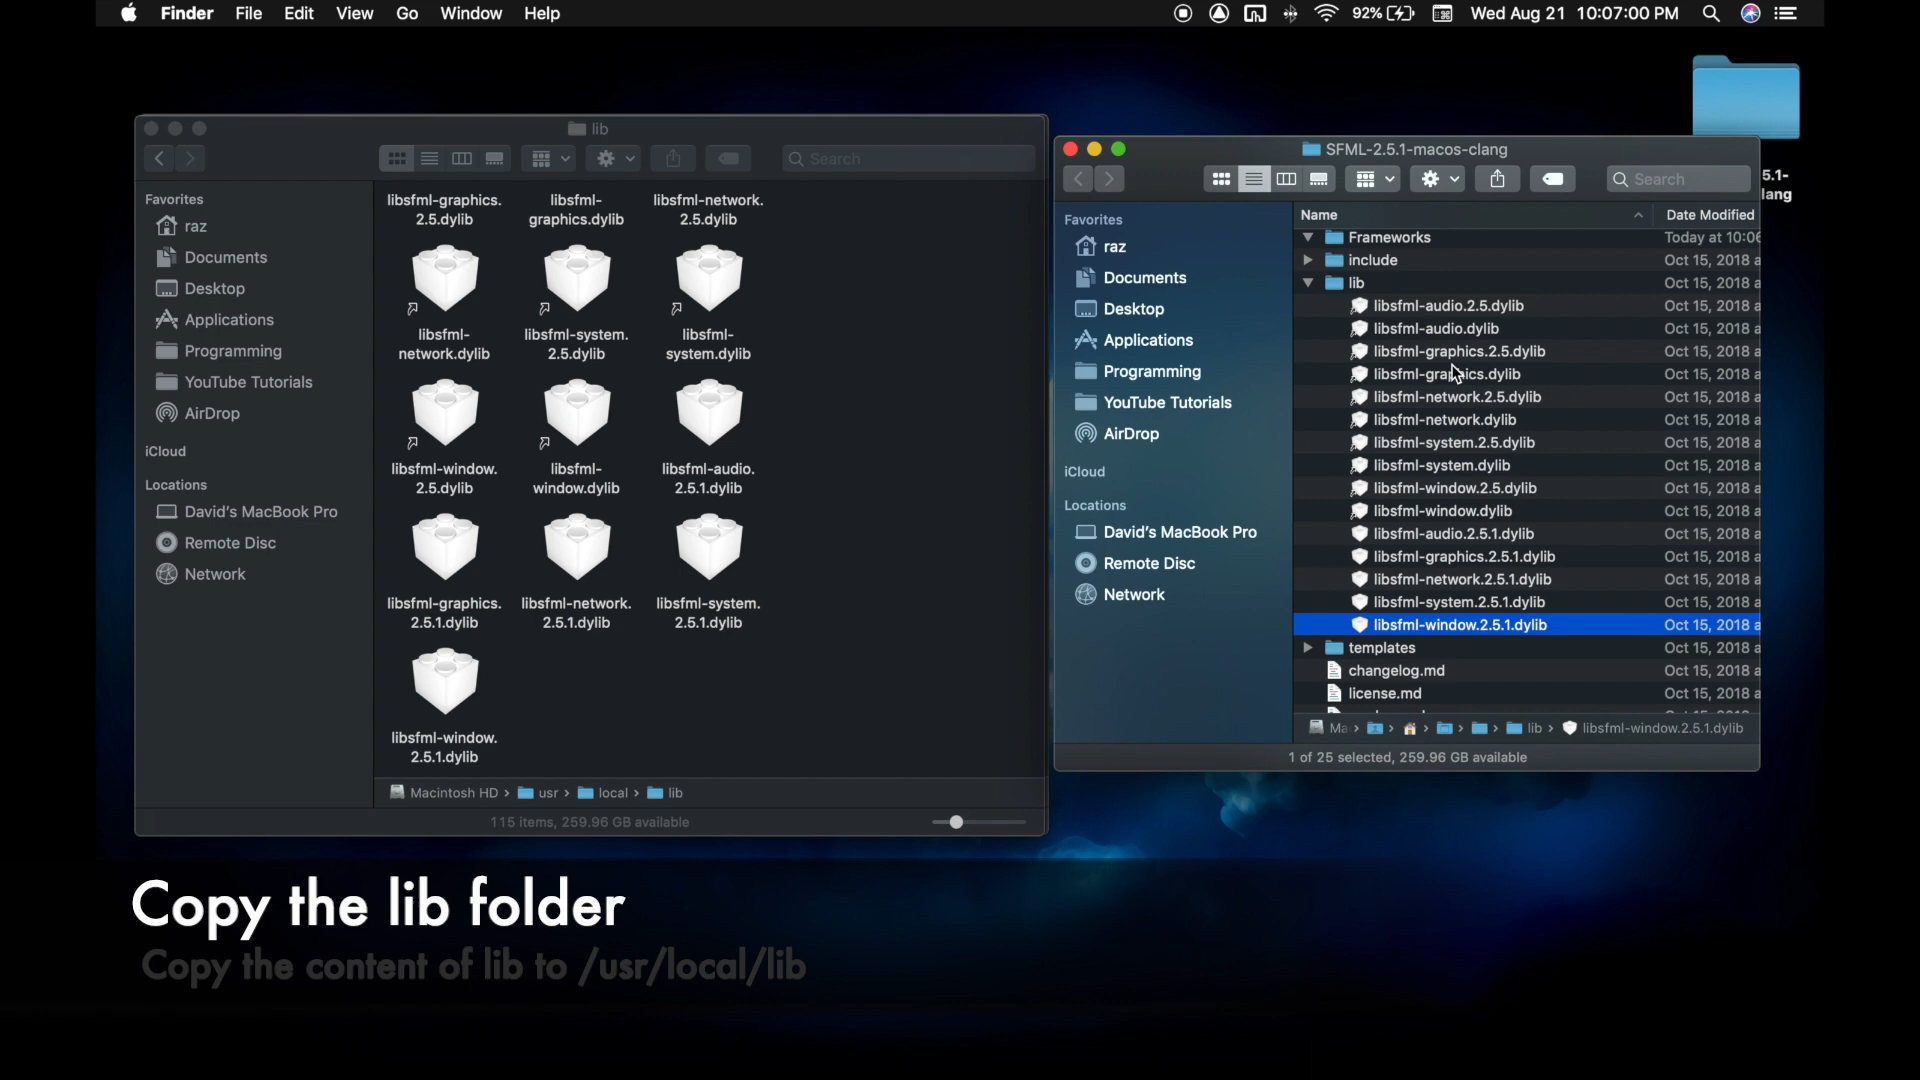 Finder File Edit View Go Window Help
92% Wed Aug 21 10:07:00 PM
5.1-
lang
lib
Search
Favorites
raz
Documents
Desktop
Applications
Programming
YouTube Tutorials
AirDrop
iCloud
Locations
David's MacBook Pro
Remote Disc
Network
libsfml-graphics. libsfml- libsfml-network.
2.5.dylib graphics.dylib 2.5.dylib
libsfml- libsfml-system. libsfml-
network.dylib 2.5.dylib system.dylib
libsfml-window. libsfml- libsfml-audio.
2.5.dylib window.dylib 2.5.1.dylib
libsfml-graphics. libsfml-network. libsfml-system.
2.5.1.dylib 2.5.1.dylib 2.5.1.dylib
libsfml-window.
2.5.1.dylib
Macintosh HD usr local lib
115 items, 259.96 GB available
SFML-2.5.1-macos-clang
Search
Favorites
raz
Documents
Desktop
Applications
Programming
YouTube Tutorials
AirDrop
iCloud
Locations
David's MacBook Pro
Remote Disc
Network
Name Date Modified
Frameworks Today at 10:06
include Oct 15, 2018 a
lib Oct 15, 2018 a
libsfml-audio.2.5.dylib Oct 15, 2018 a
libsfml-audio.dylib Oct 15, 2018 a
libsfml-graphics.2.5.dylib Oct 15, 2018 a
libsfml-graphics.dylib Oct 15, 2018 a
libsfml-network.2.5.dylib Oct 15, 2018 a
libsfml-network.dylib Oct 15, 2018 a
libsfml-system.2.5.dylib Oct 15, 2018 a
libsfml-system.dylib Oct 15, 2018 a
libsfml-window.2.5.dylib Oct 15, 2018 a
libsfml-window.dylib Oct 15, 2018 a
libsfml-audio.2.5.1.dylib Oct 15, 2018 a
libsfml-graphics.2.5.1.dylib Oct 15, 2018 a
libsfml-network.2.5.1.dylib Oct 15, 2018 a
libsfml-system.2.5.1.dylib Oct 15, 2018 a
libsfml-window.2.5.1.dylib Oct 15, 2018 a
templates Oct 15, 2018 a
changelog.md Oct 15, 2018 a
license.md Oct 15, 2018 a
Ma lib libsfml-window.2.5.1.dylib
1 of 25 selected, 259.96 GB available
Copy the lib folder
Copy the content of lib to /usr/local/lib